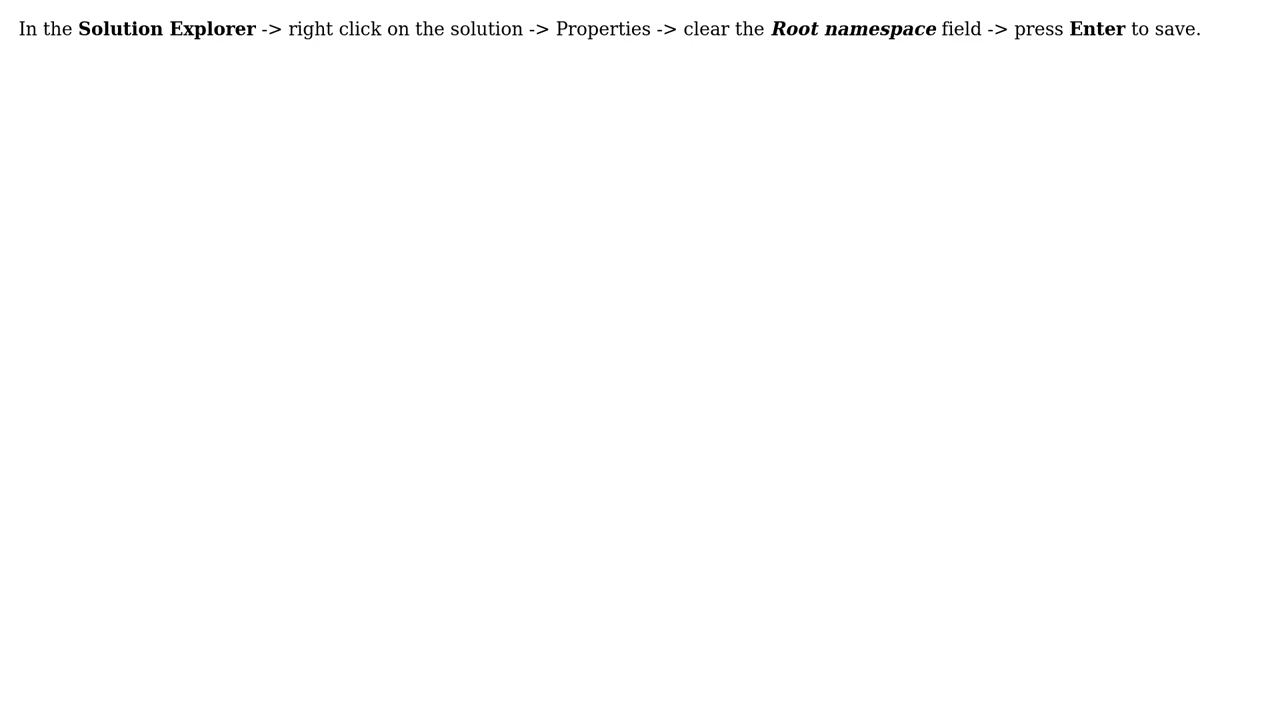 In the Solution Explorer -> right click on the solution -> Properties -> clear the Root namespace field -> press Enter to save.